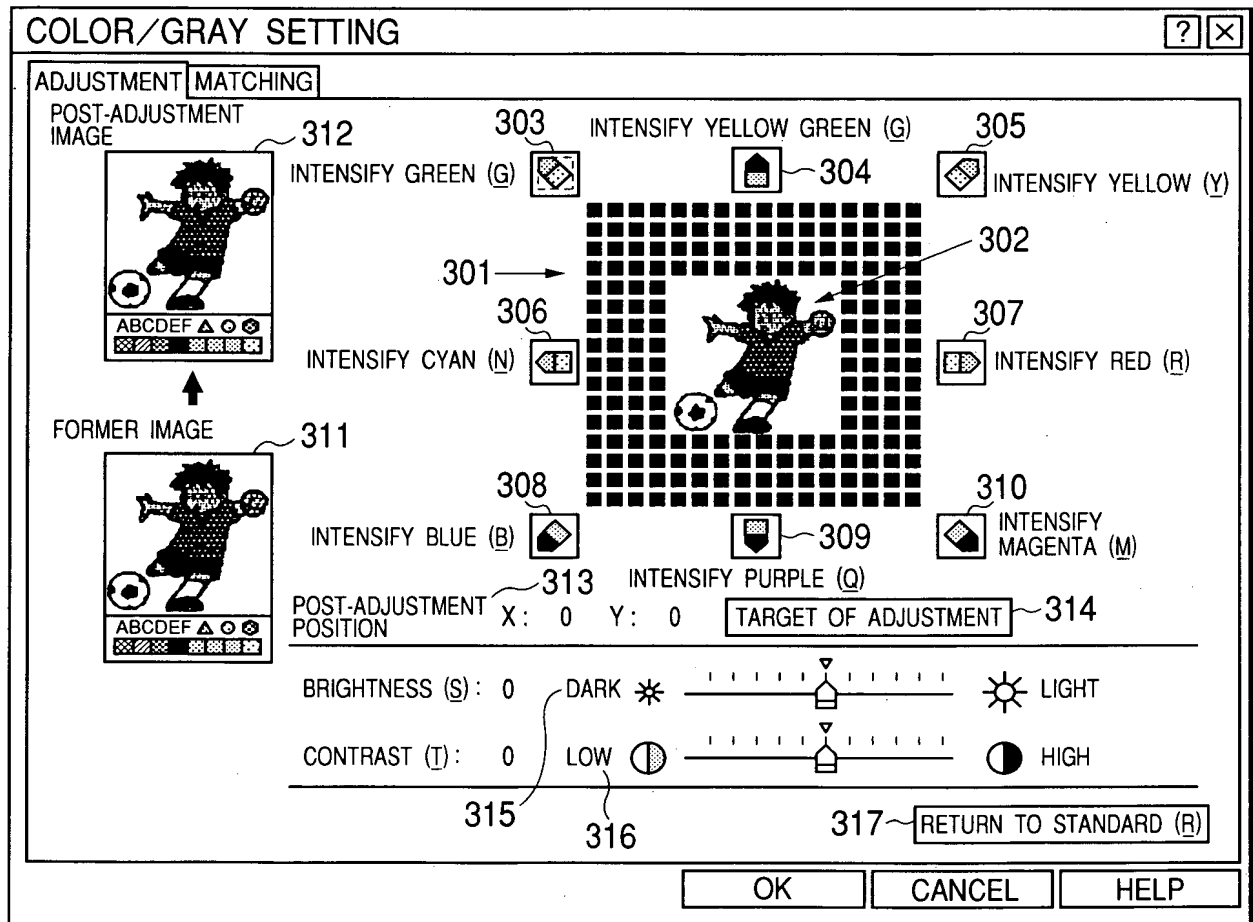 COLOR/GRAY SETTING
? ×
ADJUSTMENT MATCHING
POST-ADJUSTMENT
IMAGE
312
ABCDEF
FORMER IMAGE
311
ABCDEF
303
INTENSIFY GREEN (G)
INTENSIFY YELLOW GREEN (G)
304
305
INTENSIFY YELLOW (Y)
301
302
306
INTENSIFY CYAN (N)
307
INTENSIFY RED (R)
308
INTENSIFY BLUE (B)
309
INTENSIFY PURPLE (Q)
310
INTENSIFY
MAGENTA (M)
313
POST-ADJUSTMENT
POSITION
X: 0 Y: 0
TARGET OF ADJUSTMENT
314
BRIGHTNESS (S): 0 DARK LIGHT
CONTRAST (T): 0 LOW HIGH
315
316
317
RETURN TO STANDARD (R)
OK CANCEL HELP